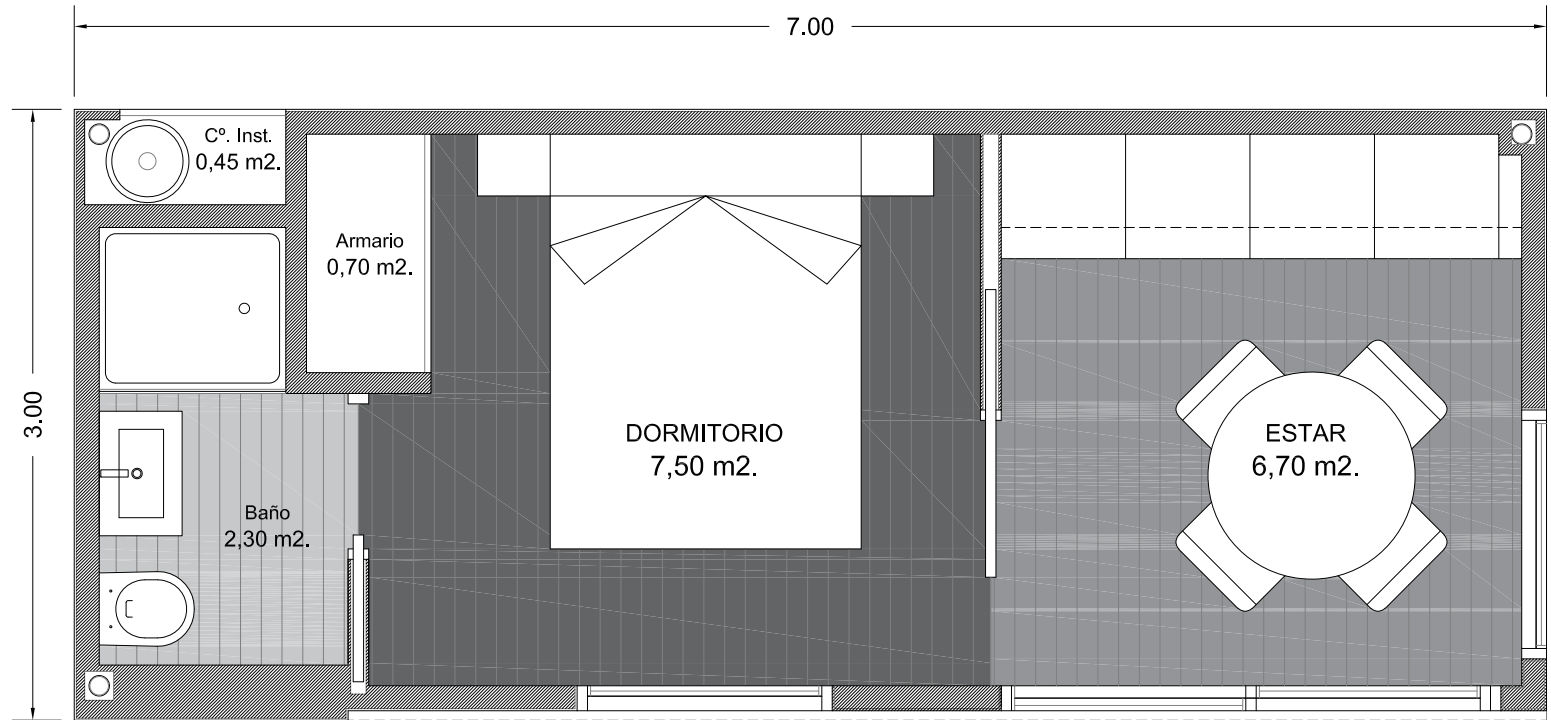 7.00
Cº. Inst.
0,45 m2.
3.00
Armario
0,70 m2.
DORMITORIO
7,50 m2.
ESTAR
6,70 m2.
Baño
2,30 m2.